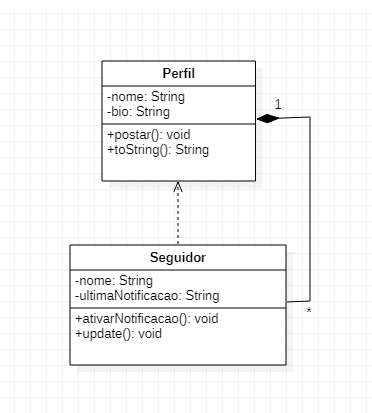 Perfil
-nome: String
-bio: String
+postar(): void
+toString(): String
1
Seguidor
-nome: String
-ultimaNotificacao: String
+ativarNotificacao(): void
+update(): void
*